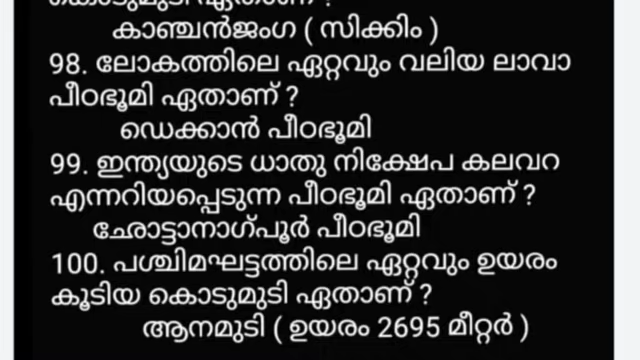 കൊടുമുടി ഏതാണ് ?
കാഞ്ചൻജംഗ ( സിക്കിം )
98. ലോകത്തിലെ ഏറ്റവും വലിയ ലാവാ
പീഠഭൂമി ഏതാണ് ?
ഡെക്കാൻ പീഠഭൂമി
99. ഇന്ത്യയുടെ ധാതു നിക്ഷേപ കലവറ
എന്നറിയപ്പെടുന്ന പീഠഭൂമി ഏതാണ് ?
ഛോട്ടാനാഗ്പൂർ പീഠഭൂമി
100. പശ്ചിമഘട്ടത്തിലെ ഏറ്റവും ഉയരം
കൂടിയ കൊടുമുടി ഏതാണ് ?
ആനമുടി ( ഉയരം 2695 മീറ്റർ )